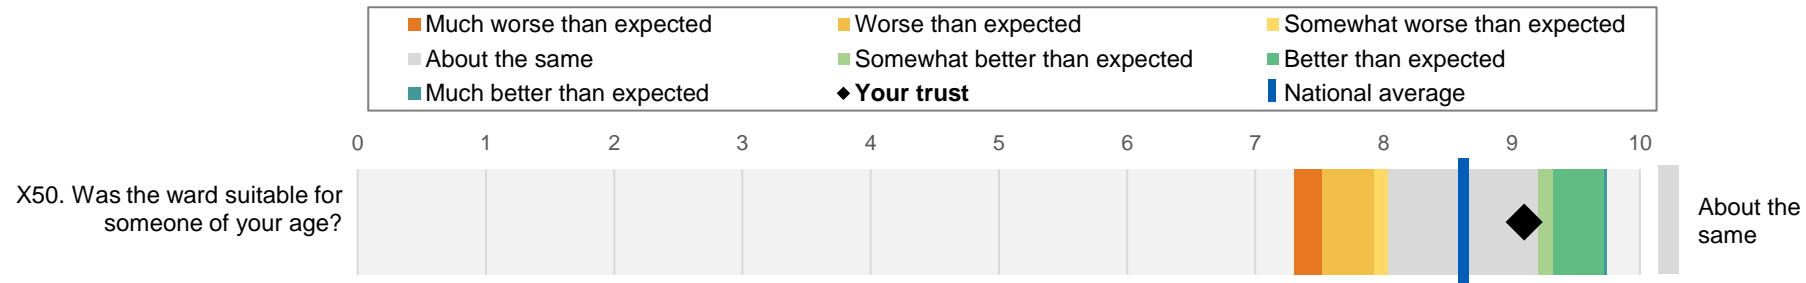 Much worse than expected
Worse than expected
Somewhat worse than expected
About the same
Somewhat better than expected
Better than expected
Much better than expected
Your trust
National average
0 1 2 3 4 5 6 7 8 9 10
X50. Was the ward suitable for
someone of your age?
About the
same